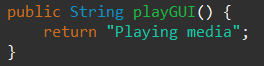 public String playGUI() {
    return "Playing media";
}